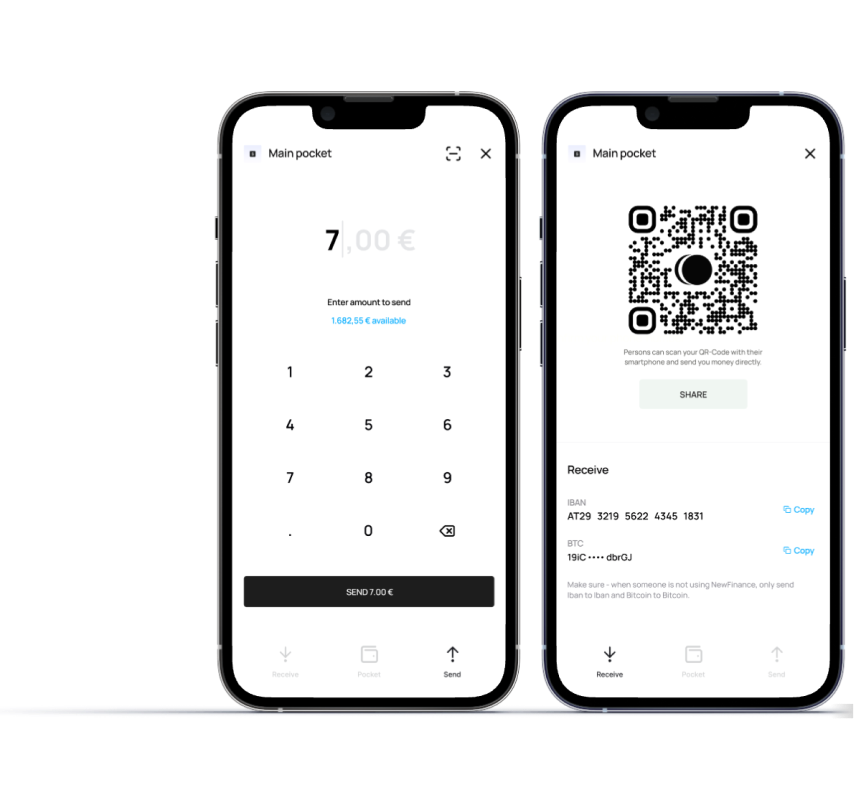 Main pocket
7,00 €
Enter amount to send
1.682,55 € available
1 2 3
4 5 6
7 8 9
. 0
SEND 7.00 €
Receive Pocket Send
Main pocket
Persons can scan your QR-Code with their
smartphone and send you money directly.
SHARE
Receive
IBAN
AT29 3219 5622 4345 1831 Copy
BTC
19iC •••• dbrGJ Copy
Make sure - when someone is not using NewFinance, only send
Iban to Iban and Bitcoin to Bitcoin.
Receive Pocket Send